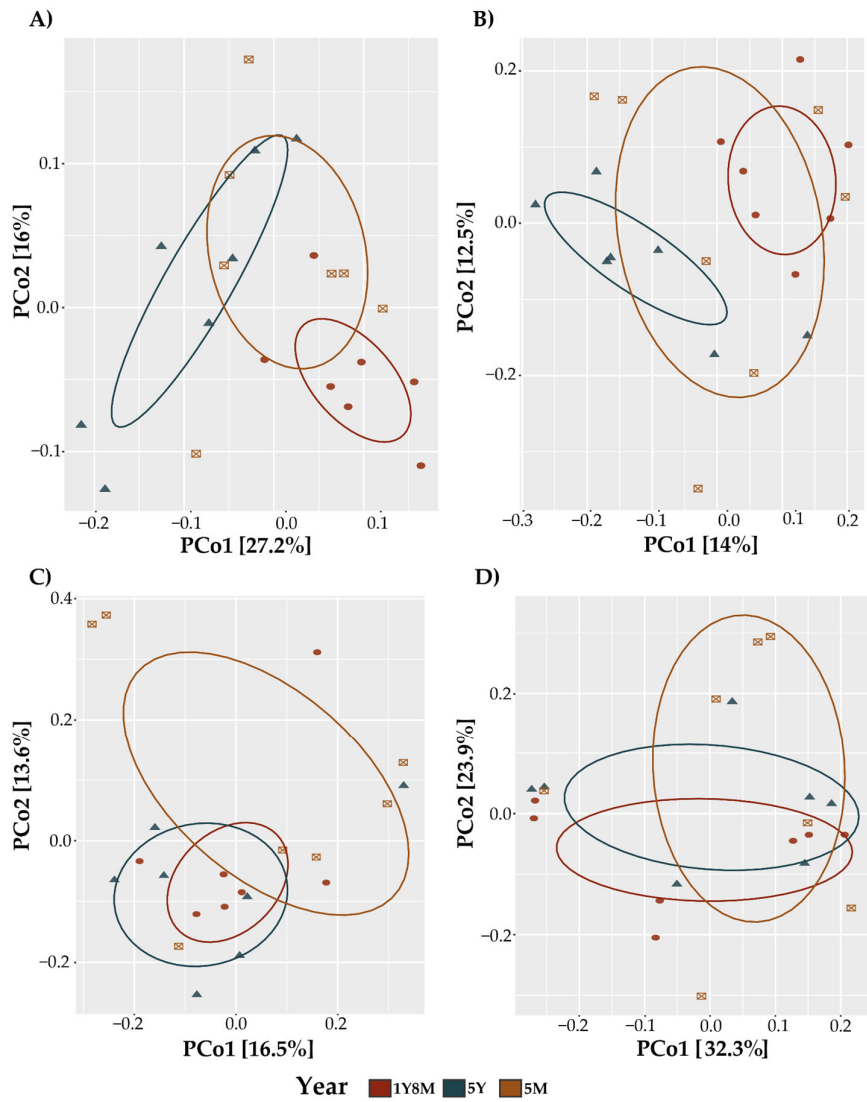 A)
B)
0.1
0.0
−0.1
PCo2 [16%]
−0.2
−0.1
0.0
0.1
PCo1 [27.2%]
0.2
0.0
−0.2
PCo2 [12.5%]
−0.3
−0.2
−0.1
0.0
0.1
0.2
PCo1 [14%]
C)
D)
0.4
0.2
0.0
−0.2
PCo2 [13.6%]
−0.2
0.0
0.2
PCo1 [16.5%]
0.2
0.0
−0.2
PCo2 [23.9%]
−0.2
−0.1
0.0
0.1
0.2
PCo1 [32.3%]
Year 1Y8M 5Y 5M